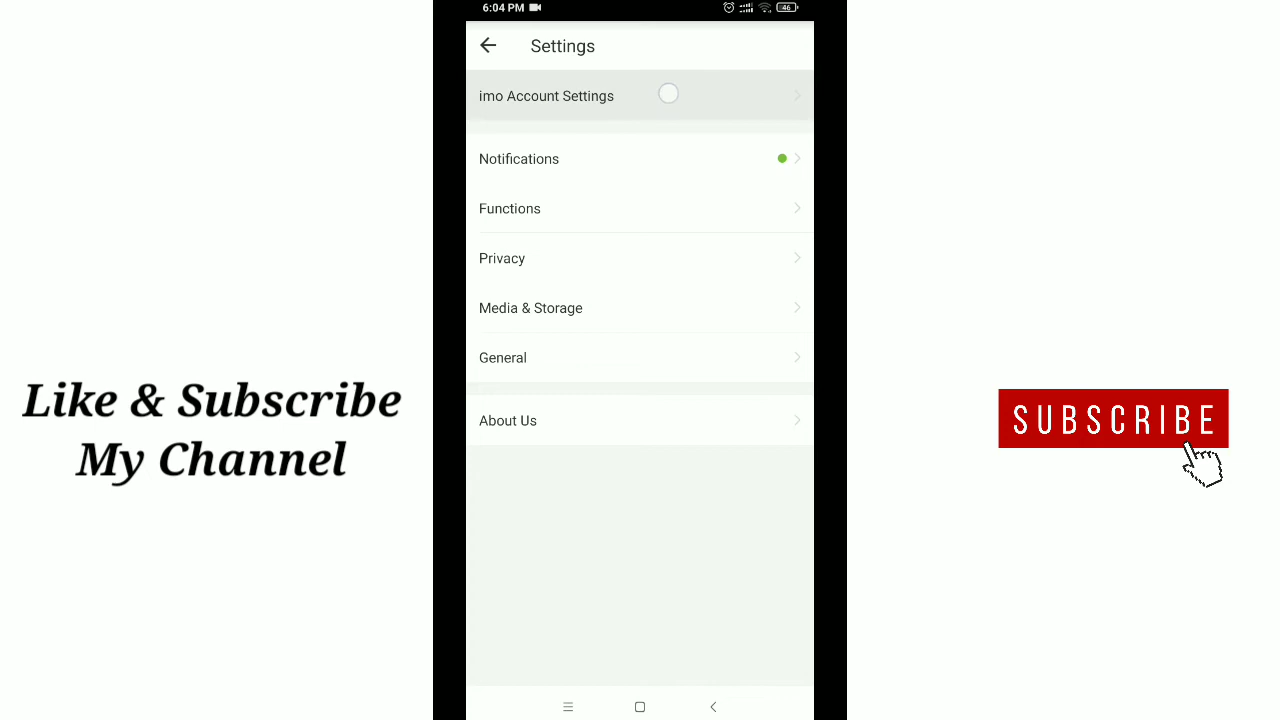 6:04 PM
46
Settings
imo Account Settings
Notifications
Functions
Privacy
Media & Storage
General
About Us
Like & Subscribe
My Channel
SUBSCRIBE